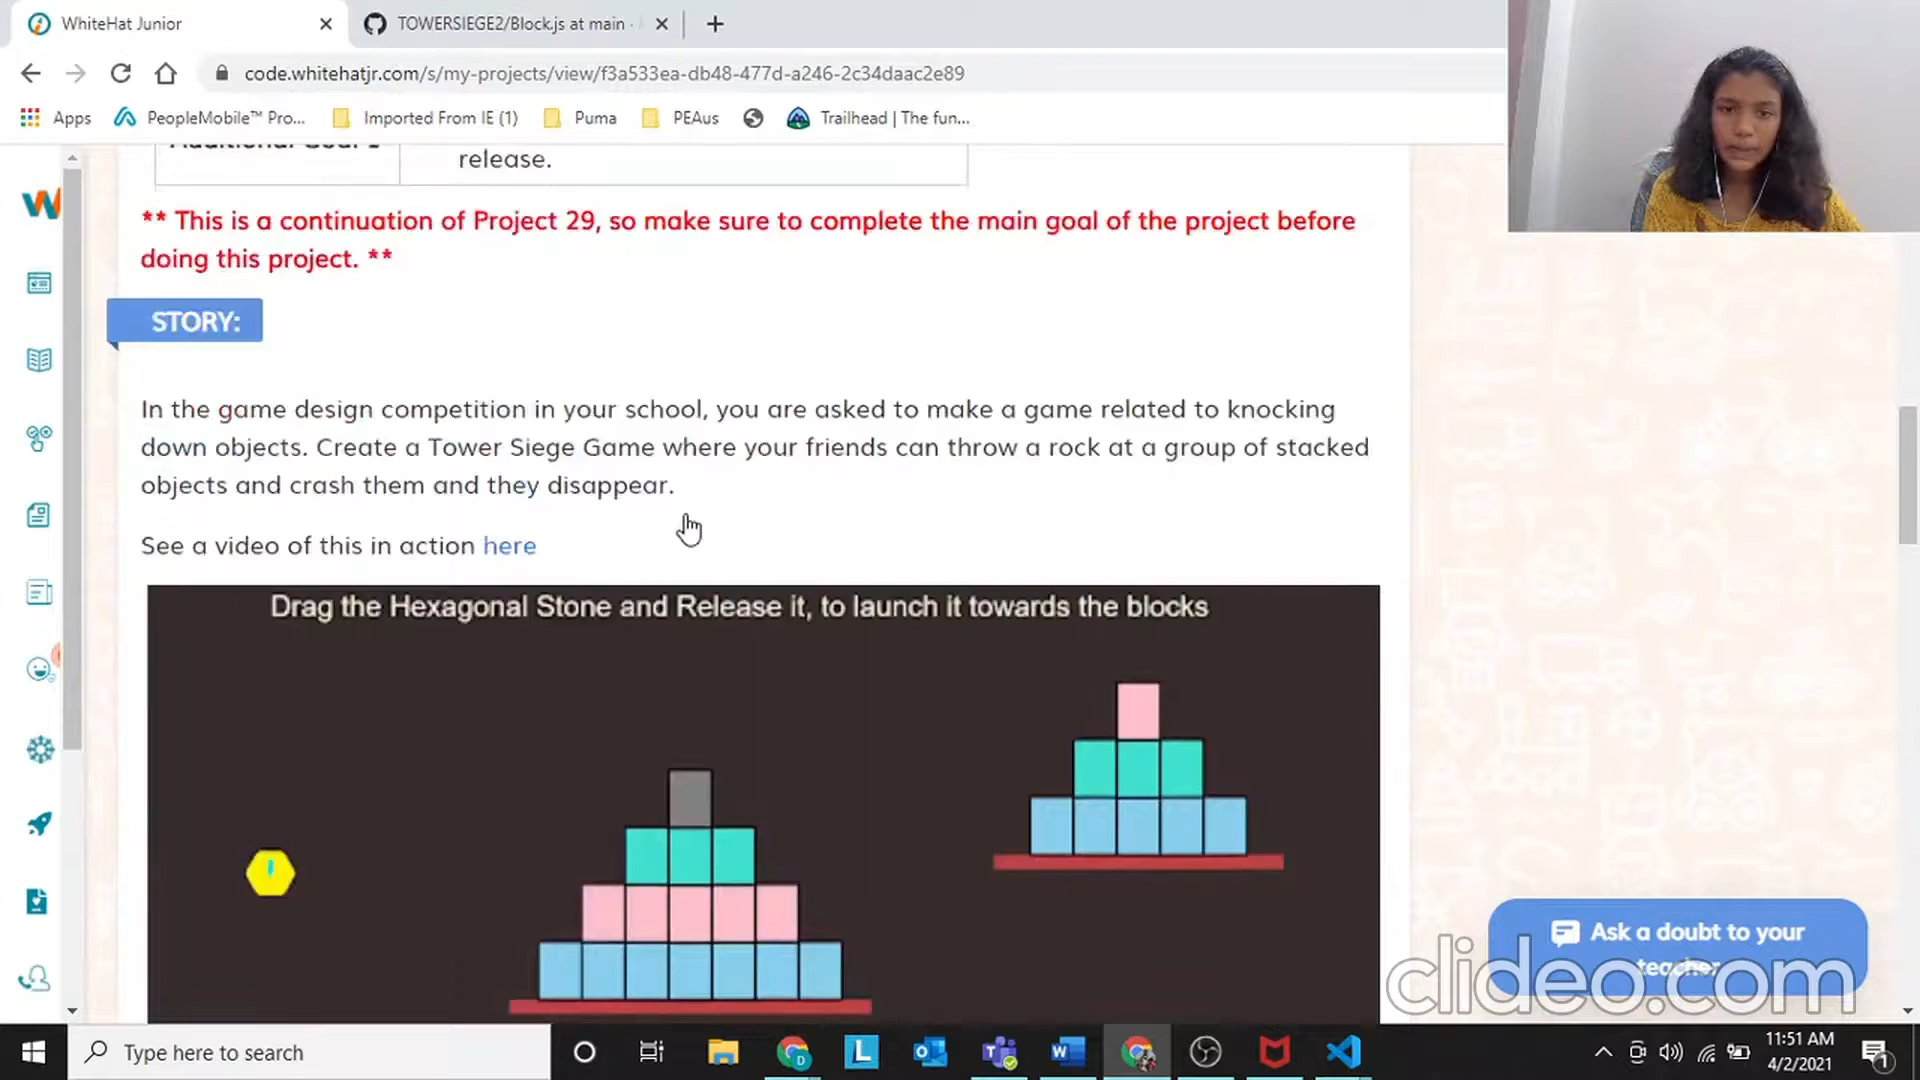 WhiteHat Junior
TOWERSIEGE2/Block.js at main ·
code.whitehatjr.com/s/my-projects/view/f3a533ea-db48-477d-a246-2c34daac2e89
Apps
PeopleMobile™ Pro...
Imported From IE (1)
Puma
PEAus
Trailhead | The fun...
Additional Goal 2
release.
** This is a continuation of Project 29, so make sure to complete the main goal of the project before
doing this project. **
STORY:
In the game design competition in your school, you are asked to make a game related to knocking
down objects. Create a Tower Siege Game where your friends can throw a rock at a group of stacked
objects and crash them and they disappear.
See a video of this in action here
Drag the Hexagonal Stone and Release it, to launch it towards the blocks
Ask a doubt to your
teacher
clideo.com
Type here to search
11:51 AM
4/2/2021
1